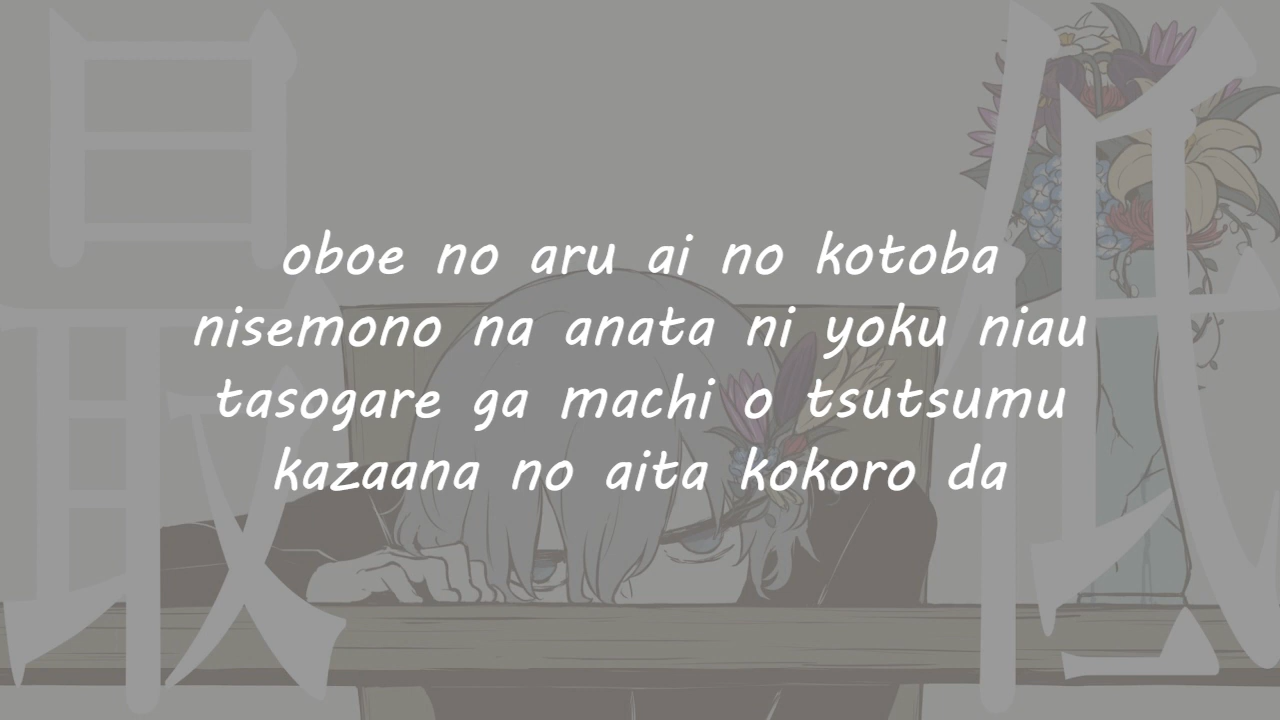 最低
oboe no aru ai no kotoba
nisemono na anata ni yoku niau
tasogare ga machi o tsutsumu
kazaana no aita kokoro da